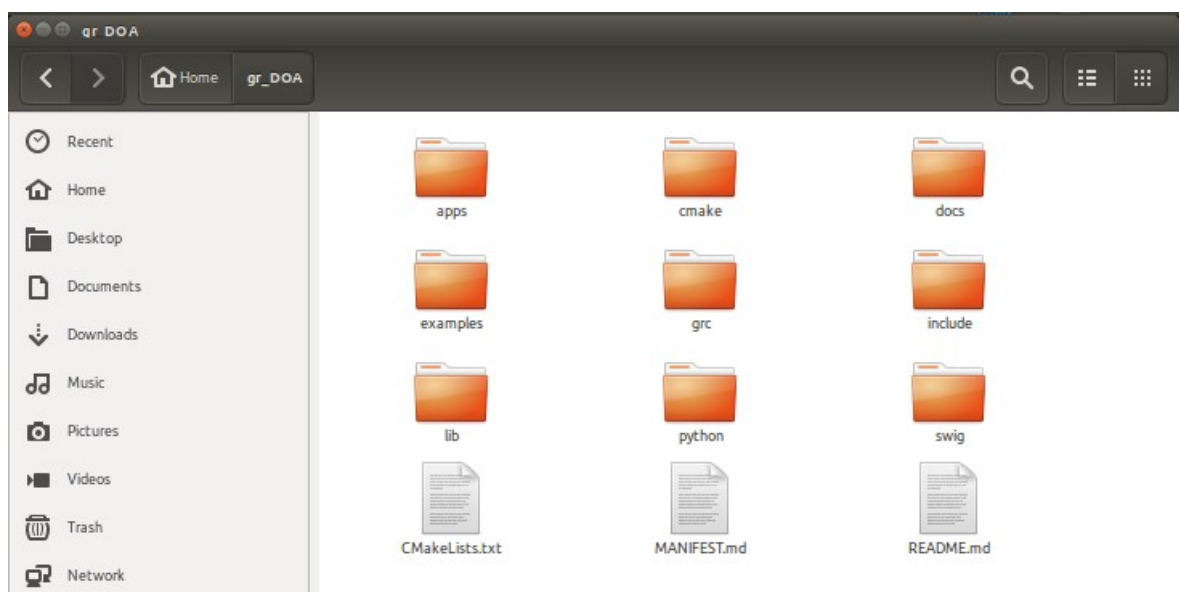 gr DOA
Home gr_DOA
Recent
Home
Desktop
Documents
Downloads
Music
Pictures
Videos
Trash
Network
apps cmake docs
examples grc include
lib python swig
CMakeLists.txt MANIFEST.md README.md